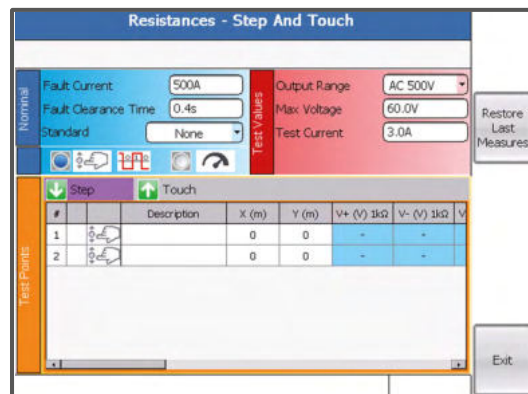 Resistances - Step And Touch
Nominal
Fault Current 500A
Fault Clearance Time 0.4s
Standard None
Test Values
Output Range AC 500V
Max Voltage 60.0V
Test Current 3.0A
Restore
Last
Measures
Test Points
Step Touch
# Description X (m) Y (m) V+ (V) 1kΩ V- (V) 1kΩ V
1 0 0 - -
2 0 0 - -
Exit